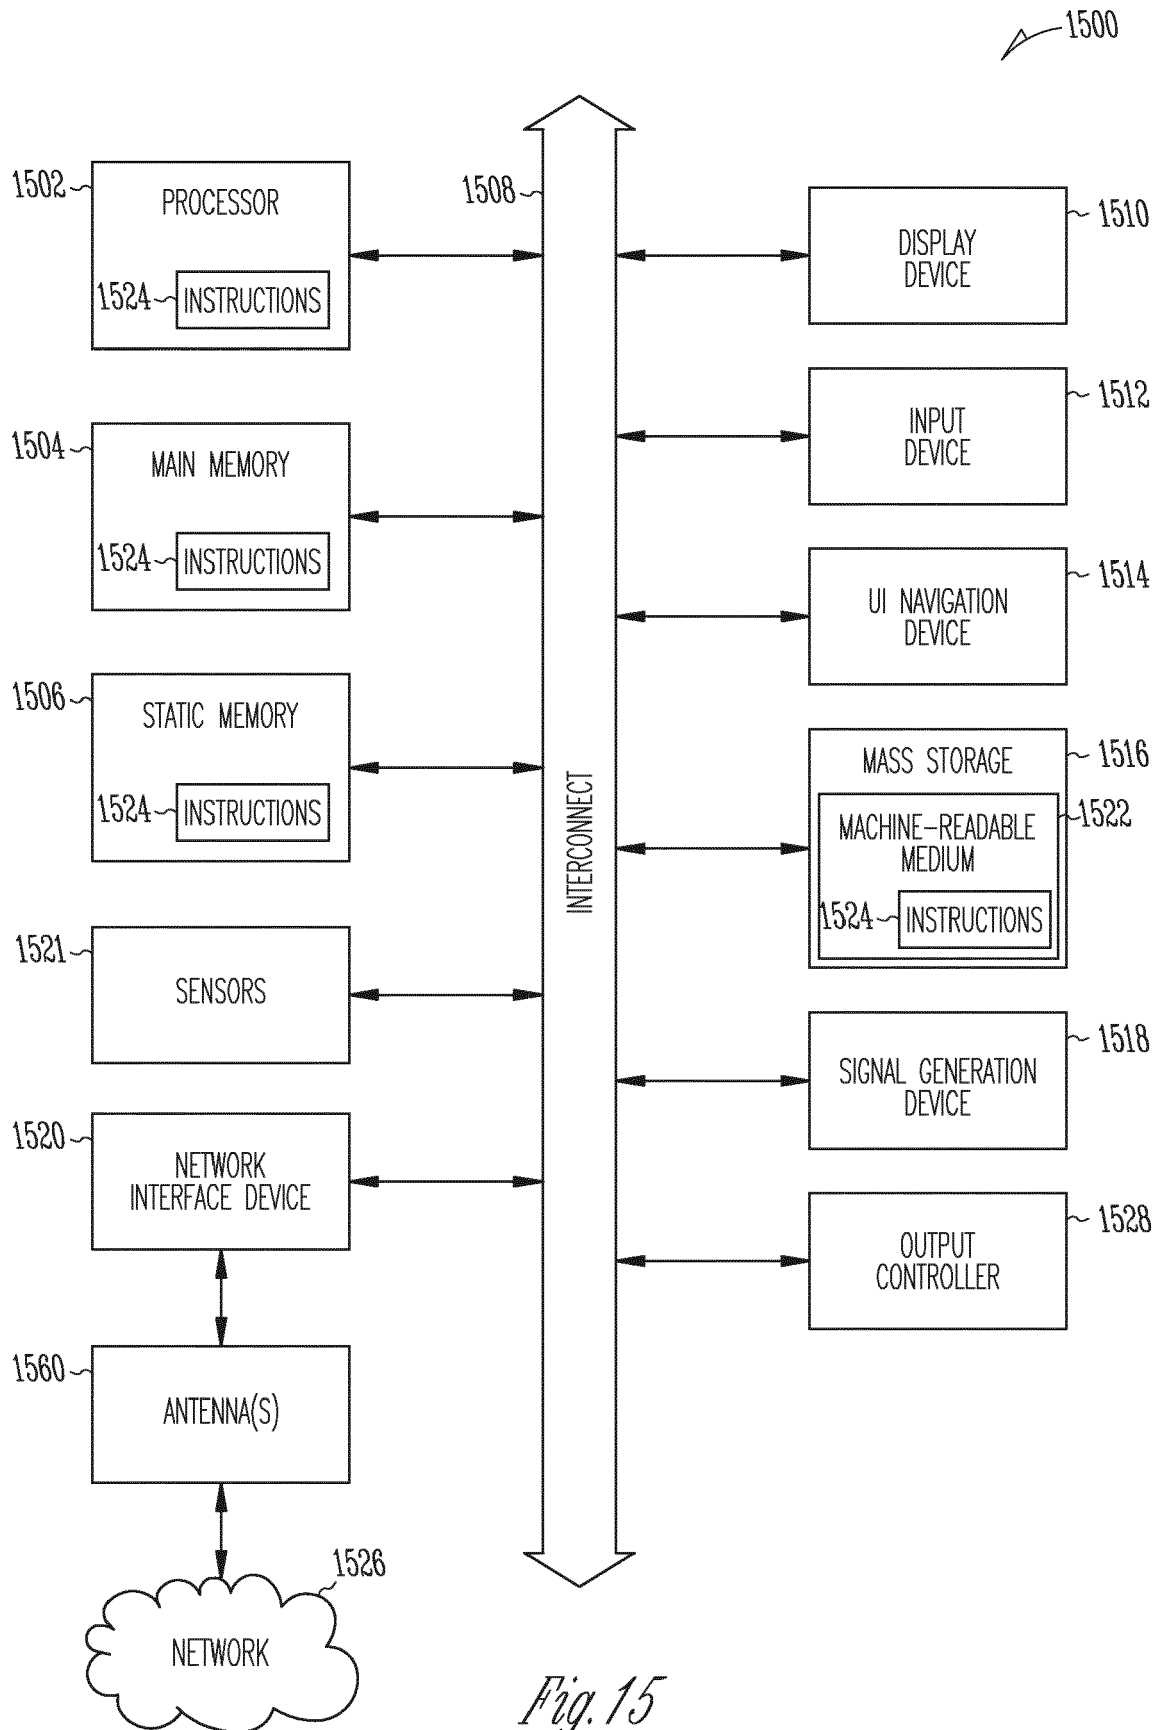 1500
1502
PROCESSOR
1524
INSTRUCTIONS
1504
MAIN MEMORY
1524
INSTRUCTIONS
1506
STATIC MEMORY
1524
INSTRUCTIONS
1521
SENSORS
1520
NETWORK
INTERFACE DEVICE
1560
ANTENNA(S)
1526
NETWORK
1508
INTERCONNECT
1510
DISPLAY
DEVICE
1512
INPUT
DEVICE
1514
UI NAVIGATION
DEVICE
1516
MASS STORAGE
1522
MACHINE-READABLE
MEDIUM
1524
INSTRUCTIONS
1518
SIGNAL GENERATION
DEVICE
1528
OUTPUT
CONTROLLER
Fig. 15